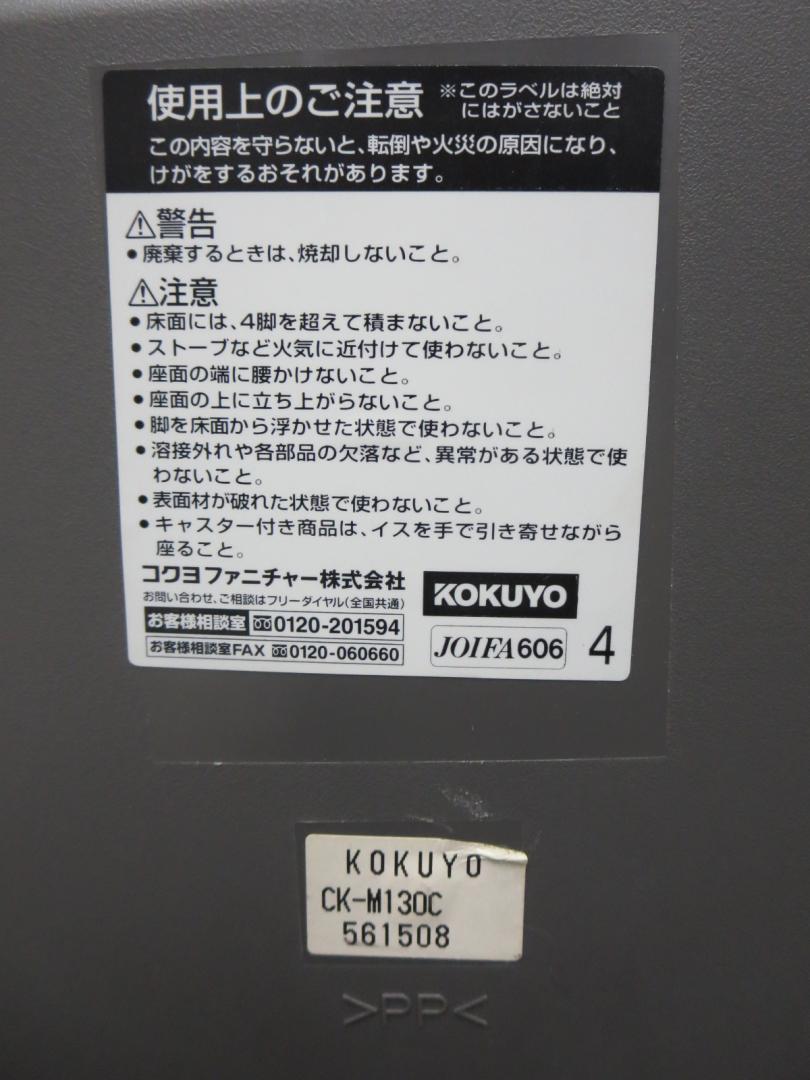 使用上のご注意 ※このラベルは絶対
にはがさないこと
この内容を守らないと、転倒や火災の原因になり、
けがをするおそれがあります。
⚠警告
●廃棄するときは、焼却しないこと。
⚠注意
●床面には、4脚を超えて積まないこと。
●ストーブなど火気に近付けて使わないこと。
●座面の端に腰かけないこと。
●座面の上に立ち上がらないこと。
●脚を床面から浮かせた状態で使わないこと。
●溶接外れや各部品の欠落など、異常がある状態で使
わないこと。
●表面材が破れた状態で使わないこと。
●キャスター付き商品は、イスを手で引き寄せながら
座ること。
コクヨファニチャー株式会社
お問い合わせ、ご相談はフリーダイヤル(全国共通)
お客様相談室 0120-201594
お客様相談室FAX 0120-060660
KOKUYO
JOIFA606 4
KOKUYO
CK-M130C
561508
>PP<